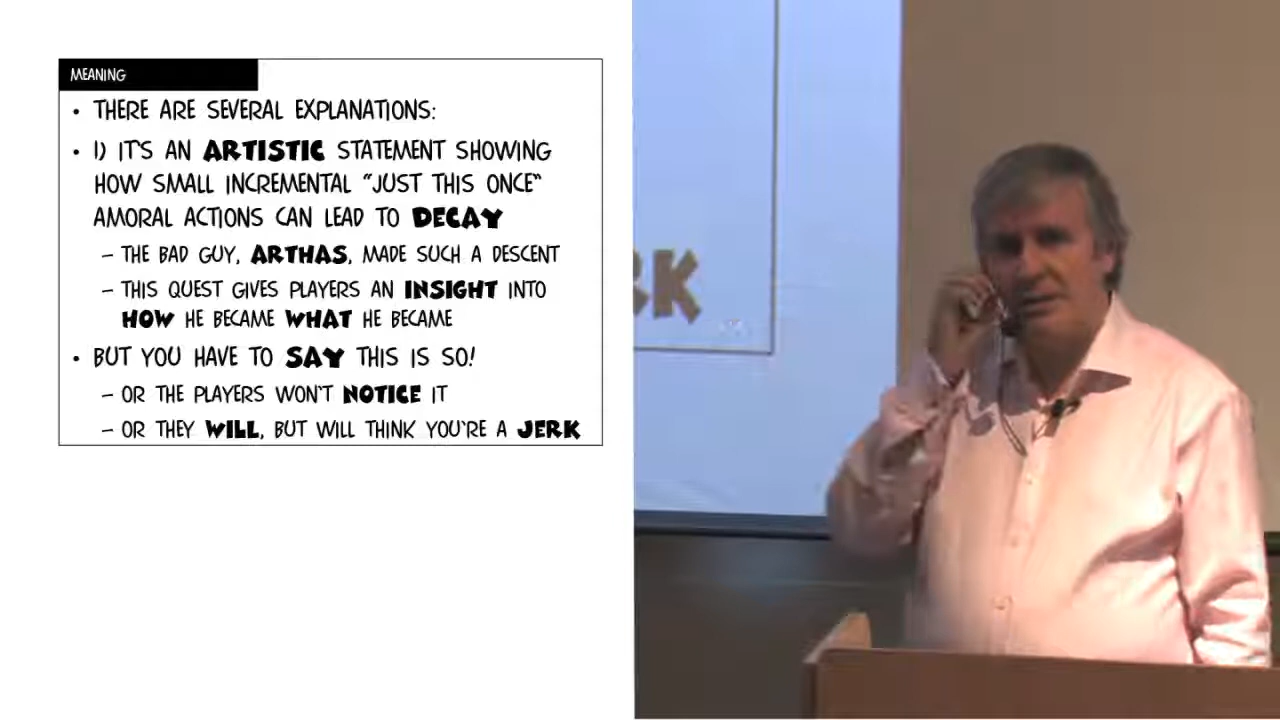 MEANING
• THERE ARE SEVERAL EXPLANATIONS:
• 1) IT'S AN ARTISTIC STATEMENT SHOWING
HOW SMALL INCREMENTAL "JUST THIS ONCE"
AMORAL ACTIONS CAN LEAD TO DECAY
– THE BAD GUY, ARTHAS, MADE SUCH A DESCENT
– THIS QUEST GIVES PLAYERS AN INSIGHT INTO
HOW HE BECAME WHAT HE BECAME
• BUT YOU HAVE TO SAY THIS IS SO!
– OR THE PLAYERS WON'T NOTICE IT
– OR THEY WILL, BUT WILL THINK YOU'RE A JERK
RK